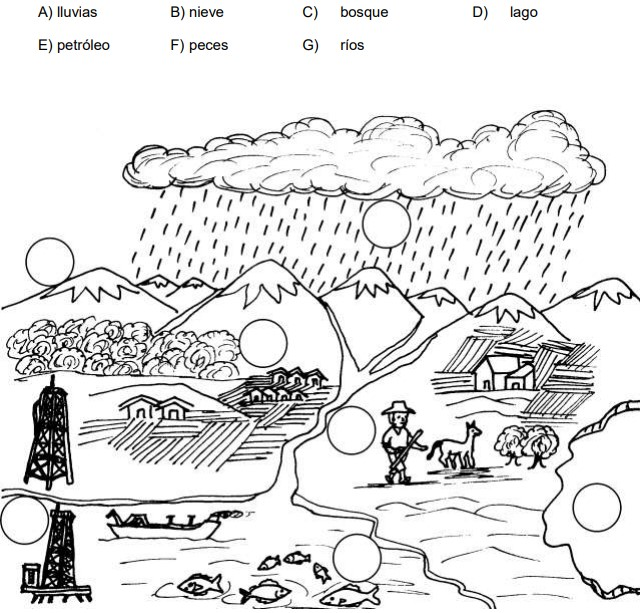 A) lluvias B) nieve C) bosque D) lago
E) petróleo F) peces G) ríos